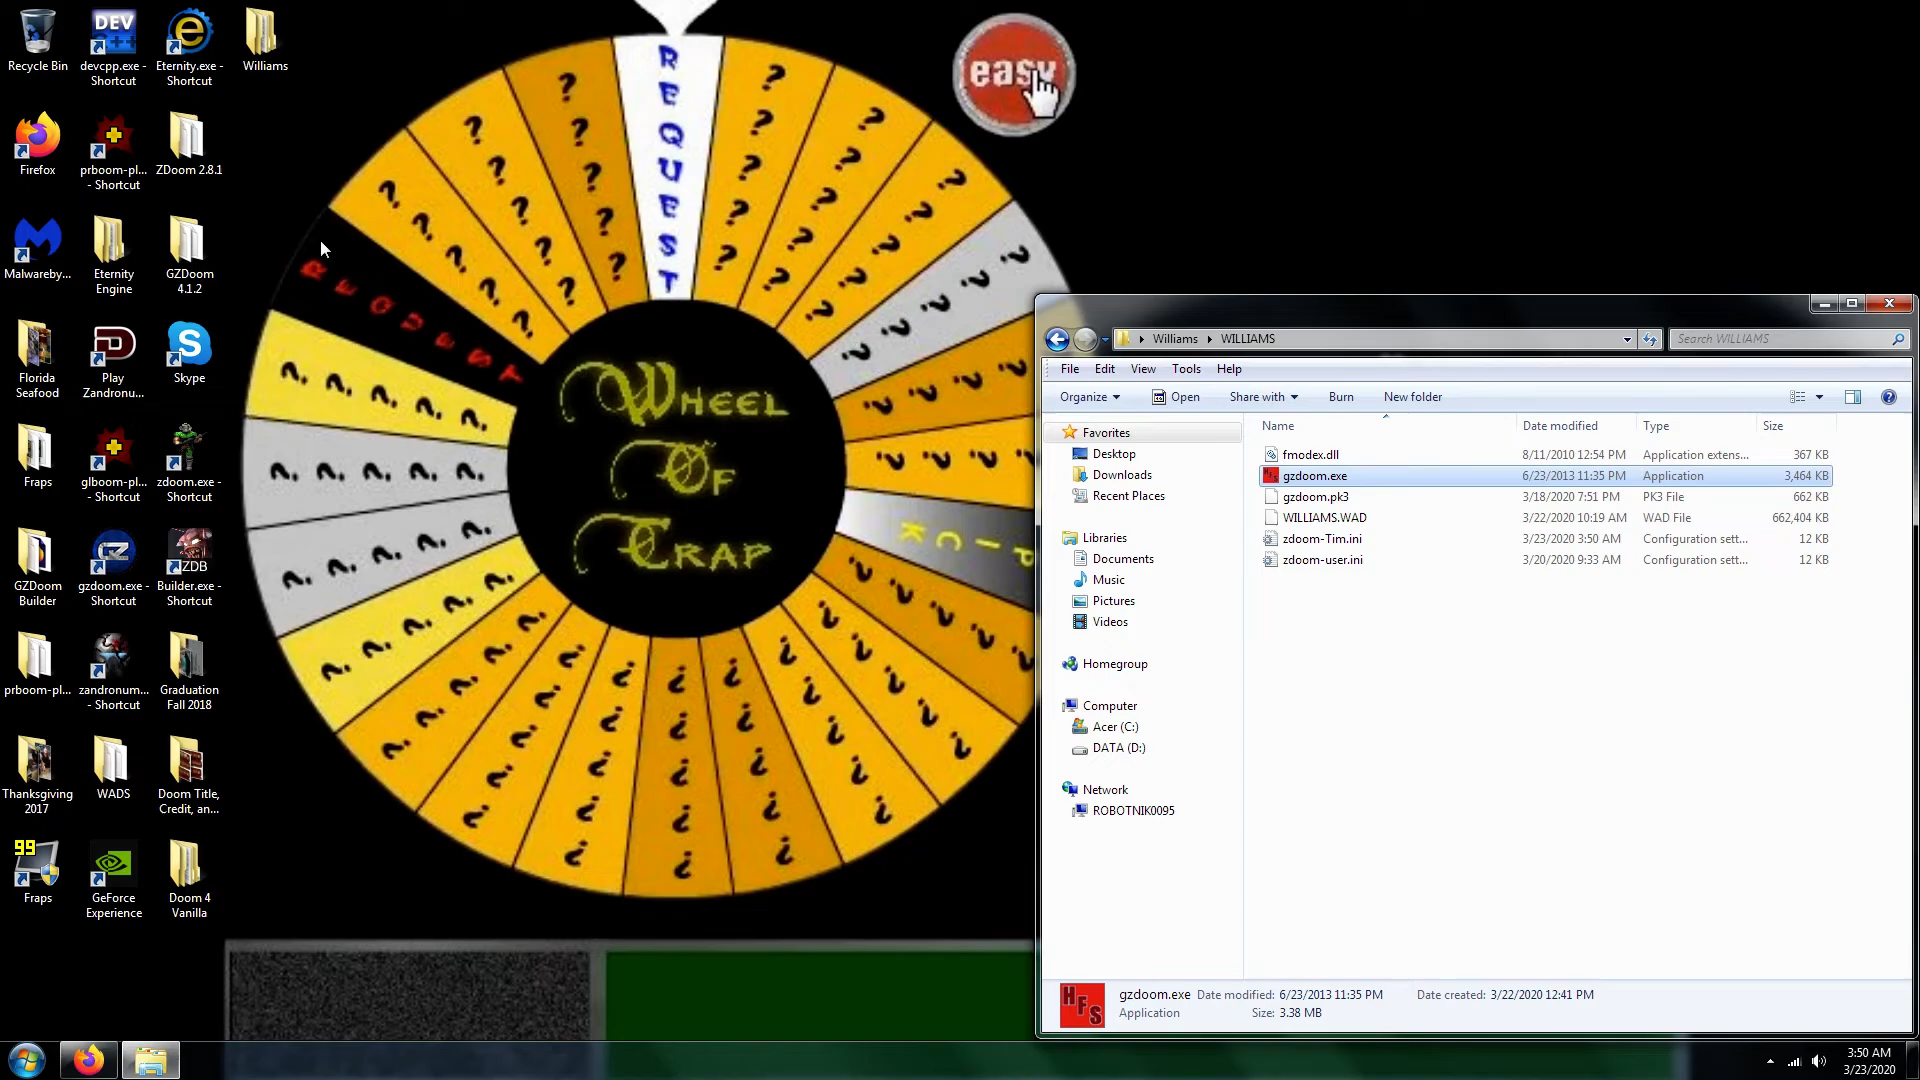 Recycle Bin
devcpp.exe -
Shortcut
Eternity.exe -
Shortcut
Williams
Firefox
prboom-pl...
- Shortcut
ZDoom 2.8.1
Malwareby...
Eternity
Engine
GZDoom
4.1.2
Florida
Seafood
Play
Zandronu...
Skype
Fraps
glboom-pl...
- Shortcut
zdoom.exe -
Shortcut
GZDoom
Builder
gzdoom.exe -
Shortcut
Builder.exe -
Shortcut
prboom-pl...
zandronum...
- Shortcut
Graduation
Fall 2018
Thanksgiving
2017
WADS
Doom Title,
Credit, an...
99
Fraps
GeForce
Experience
Doom 4
Vanilla
DEV
C++
ZDB
REQUEST
REQUEST
? ? ? ? ?
PICK
easy
Wheel
Of
Crap
Williams WILLIAMS
Search WILLIAMS
File Edit View Tools Help
Organize Open Share with Burn New folder
Name Date modified Type Size
fmodex.dll 8/11/2010 12:54 PM Application extens... 367 KB
gzdoom.exe 6/23/2013 11:35 PM Application 3,464 KB
gzdoom.pk3 3/18/2020 7:51 PM PK3 File 662 KB
WILLIAMS.WAD 3/22/2020 10:19 AM WAD File 662,404 KB
zdoom-Tim.ini 3/23/2020 3:50 AM Configuration sett... 12 KB
zdoom-user.ini 3/20/2020 9:33 AM Configuration sett... 12 KB
Favorites
Desktop
Downloads
Recent Places
Libraries
Documents
Music
Pictures
Videos
Homegroup
Computer
Acer (C:)
DATA (D:)
Network
ROBOTNIK0095
HFS
gzdoom.exe Date modified: 6/23/2013 11:35 PM Date created: 3/22/2020 12:41 PM
Application Size: 3.38 MB
3:50 AM
3/23/2020